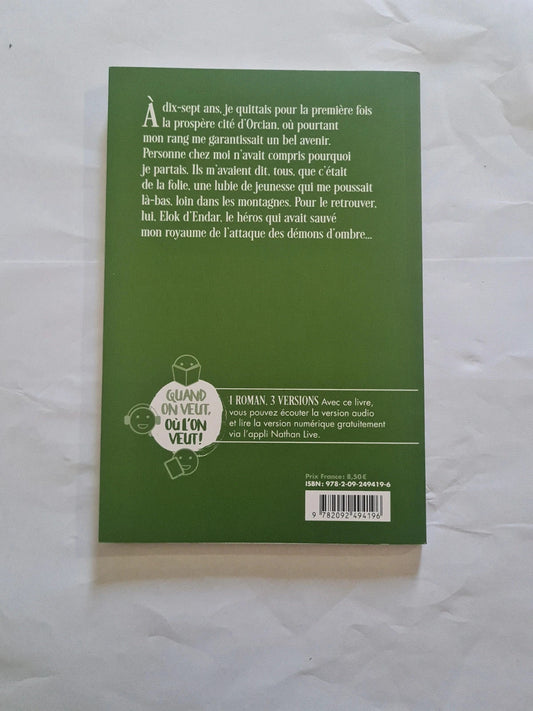 À dix-sept ans, je quittais pour la première fois
la prospère cité d'Orcian, où pourtant
mon rang me garantissait un bel avenir.
Personne chez moi n'avait compris pourquoi
je partais. Ils m'avaient dit, tous, que c'était
de la folie, une lubie de jeunesse qui me poussait
là-bas, loin dans les montagnes. Pour le retrouver,
lui, Elok d'Endar, le héros qui avait sauvé
mon royaume de l'attaque des démons d'ombre...
QUAND
ON VEUT,
OÙ L'ON
VEUT !
1 ROMAN, 3 VERSIONS Avec ce livre,
vous pouvez écouter la version audio
et lire la version numérique gratuitement
via l'appli Nathan Live.
Prix France : 8,50 €
ISBN : 978-2-09-249419-6
9 782092 494196